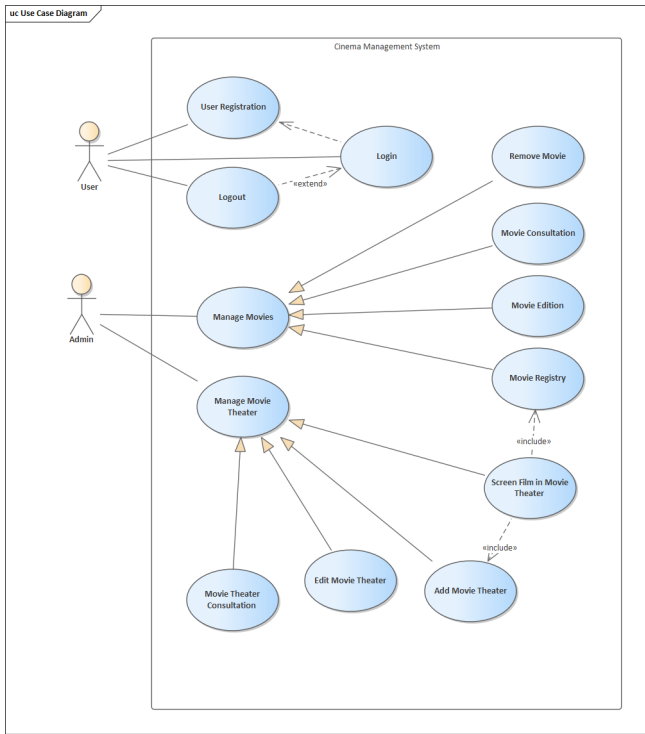 uc Use Case Diagram
Cinema Management System
User Registration
Login
Remove Movie
User
Logout
«extend»
Movie Consultation
Movie Edition
Manage Movies
Admin
Movie Registry
Manage Movie
Theater
«include»
Screen Film in Movie
Theater
«include»
Edit Movie Theater
Add Movie Theater
Movie Theater
Consultation